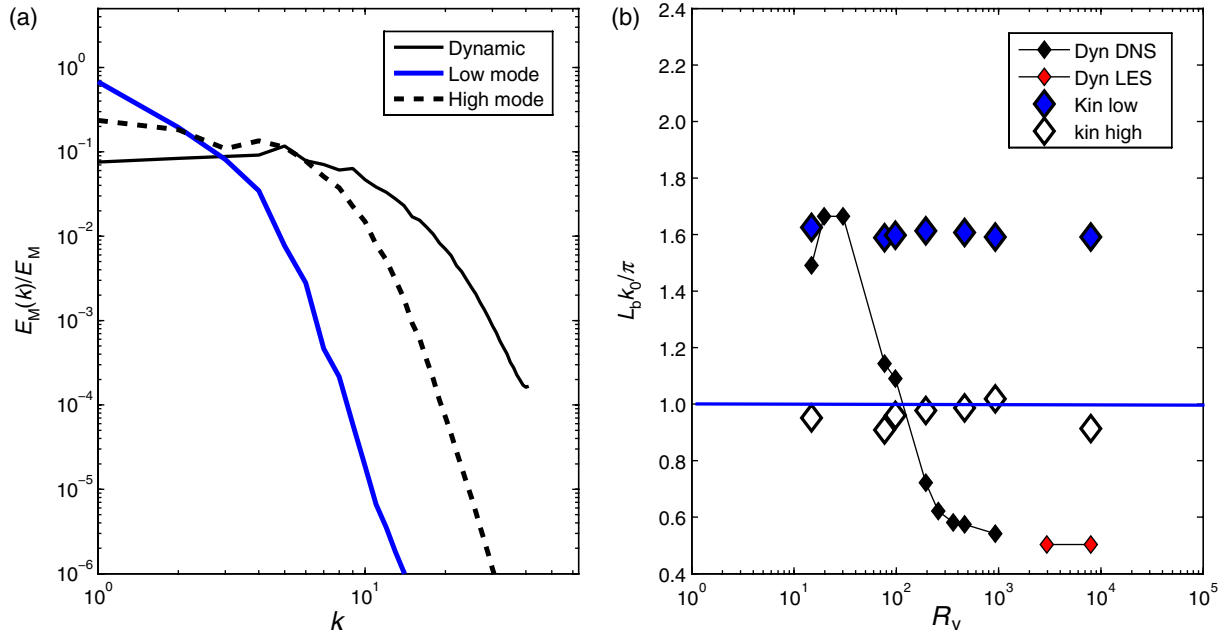 (a)
Dynamic
Low mode
High mode
10^0
10^-1
10^-2
10^-3
10^-4
10^-5
10^-6
E_M(k)/E_M
10^0
10^1
k
(b)
Dyn DNS
Dyn LES
Kin low
kin high
2.4
2.2
2.0
1.8
1.6
1.4
1.2
1.0
0.8
0.6
0.4
L_b k_0/π
10^0
10^1
10^2
10^3
10^4
10^5
R_v